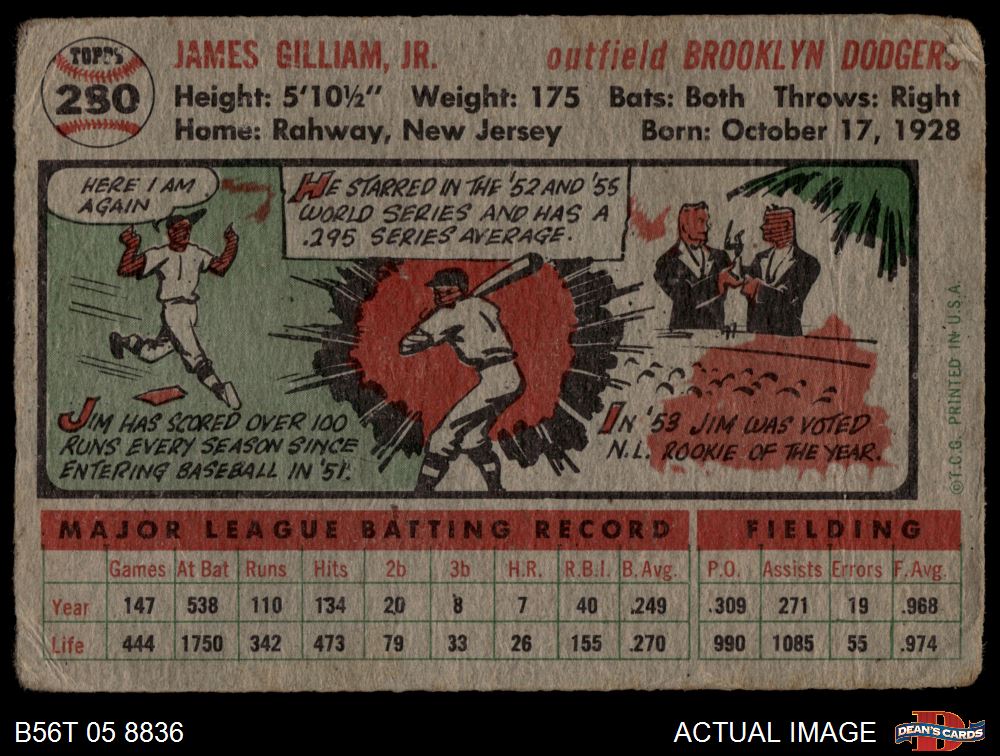 TOPPS
280
JAMES GILLIAM, JR. outfield BROOKLYN DODGERS
Height: 5'10½" Weight: 175 Bats: Both Throws: Right
Home: Rahway, New Jersey Born: October 17, 1928
HERE I AM
AGAIN
HE STARRED IN THE '52 AND '55
WORLD SERIES AND HAS A
.295 SERIES AVERAGE.
JIM HAS SCORED OVER 100
RUNS EVERY SEASON SINCE
ENTERING BASEBALL IN '51.
IN '53 JIM WAS VOTED
N.L. ROOKIE OF THE YEAR.
©T.C.G. PRINTED IN U.S.A.
MAJOR LEAGUE BATTING RECORD FIELDING
Games At Bat Runs Hits 2b 3b H.R. R.B.I. B. Avg. P.O. Assists Errors F. Avg.
Year 147 538 110 134 20 8 7 40 .249 .309 271 19 .968
Life 444 1750 342 473 79 33 26 155 .270 990 1085 55 .974
B56T 05 8836 ACTUAL IMAGE DEAN'S CARDS